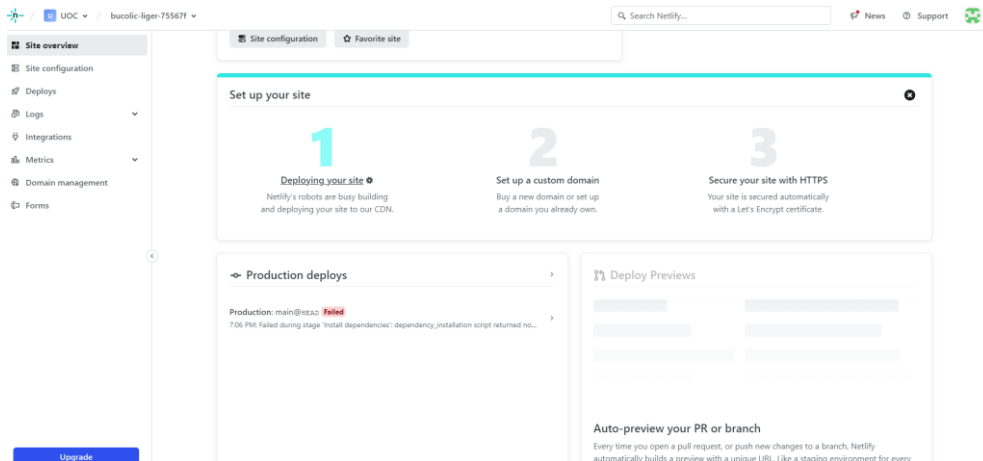 U UOC
bucolic-liger-75567f
Search Netlify...
News
Support
Site overview
Site configuration
Deploys
Logs
Integrations
Metrics
Domain management
Forms
Upgrade
Site configuration
Favorite site
Set up your site
1
Deploying your site
Netlify's robots are busy building
and deploying your site to our CDN.
2
Set up a custom domain
Buy a new domain or set up
a domain you already own.
3
Secure your site with HTTPS
Your site is secured automatically
with a Let's Encrypt certificate.
Production deploys
Production: main@HEAD Failed
7:06 PM: Failed during stage 'Install dependencies': dependency_installation script returned no...
Deploy Previews
Auto-preview your PR or branch
Every time you open a pull request, or push new changes to a branch, Netlify
automatically builds a preview with a unique URL. Like a staging environment for every